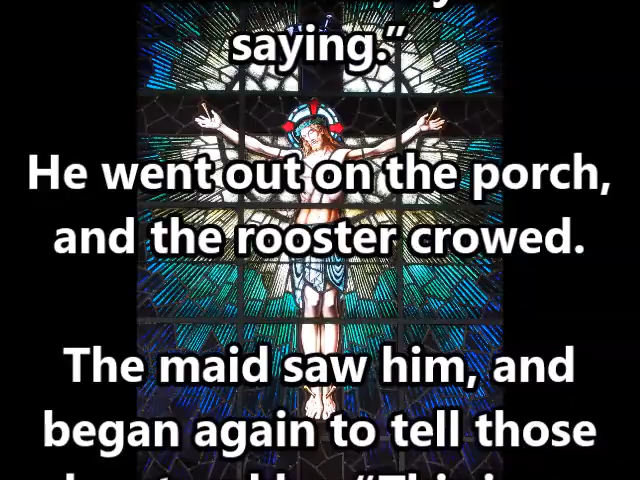 saying.”
He went out on the porch,
and the rooster crowed.
The maid saw him, and
began again to tell those